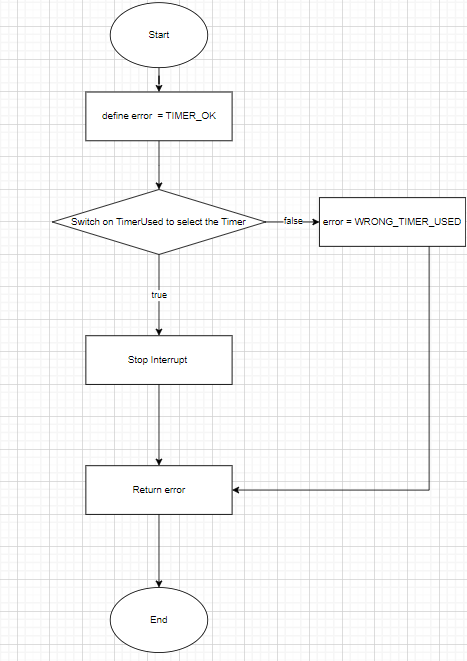 Start
define error = TIMER_OK
Switch on TimerUsed to select the Timer
false
error = WRONG_TIMER_USED
true
Stop Interrupt
Return error
End